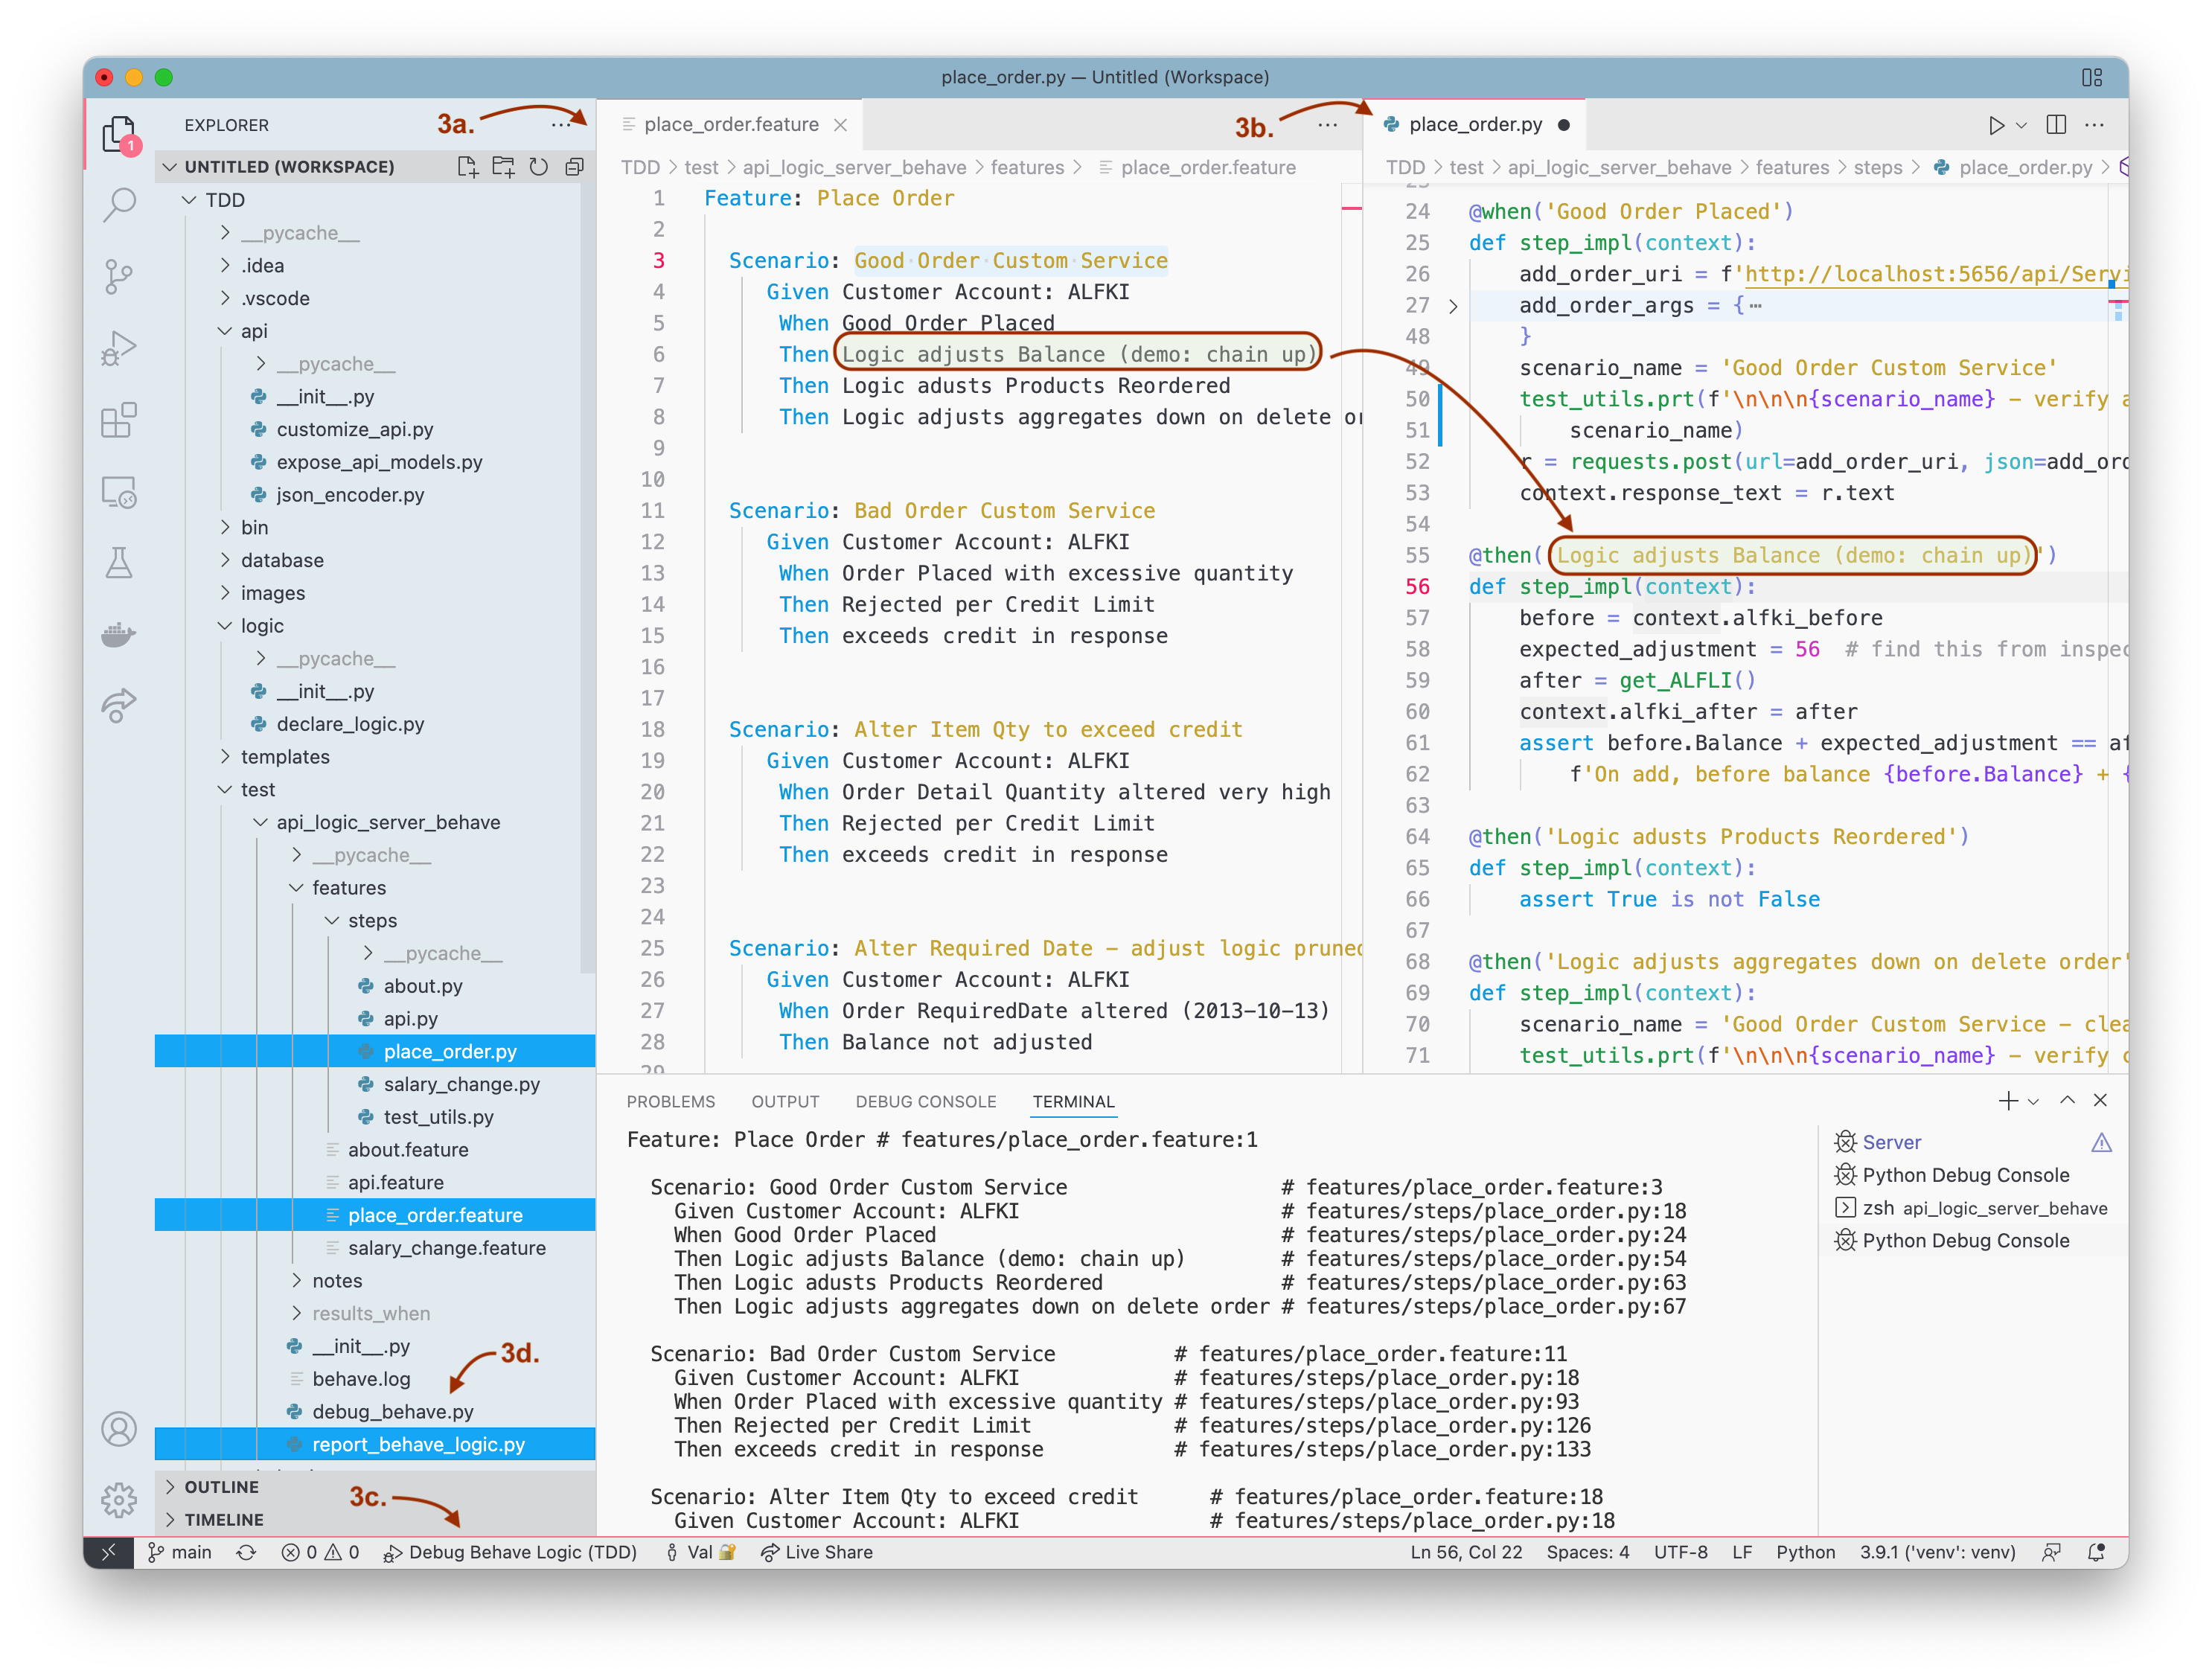 place_order.py — Untitled (Workspace)
EXPLORER
3a.
1
UNTITLED (WORKSPACE)
TDD
__pycache__
.idea
.vscode
api
__pycache__
__init__.py
customize_api.py
expose_api_models.py
json_encoder.py
bin
database
images
logic
__pycache__
__init__.py
declare_logic.py
templates
test
api_logic_server_behave
__pycache__
features
steps
__pycache__
about.py
api.py
place_order.py
salary_change.py
test_utils.py
about.feature
api.feature
place_order.feature
salary_change.feature
notes
results_when
__init__.py
3d.
behave.log
debug_behave.py
report_behave_logic.py
OUTLINE
3c.
TIMELINE
place_order.feature
TDD > test > api_logic_server_behave > features > place_order.feature
1 Feature: Place Order
2
3 Scenario: Good Order Custom Service
4 Given Customer Account: ALFKI
5 When Good Order Placed
6 Then Logic adjusts Balance (demo: chain up)
7 Then Logic adusts Products Reordered
8 Then Logic adjusts aggregates down on delete or
9
10
11 Scenario: Bad Order Custom Service
12 Given Customer Account: ALFKI
13 When Order Placed with excessive quantity
14 Then Rejected per Credit Limit
15 Then exceeds credit in response
16
17
18 Scenario: Alter Item Qty to exceed credit
19 Given Customer Account: ALFKI
20 When Order Detail Quantity altered very high
21 Then Rejected per Credit Limit
22 Then exceeds credit in response
23
24
25 Scenario: Alter Required Date - adjust logic pruned
26 Given Customer Account: ALFKI
27 When Order RequiredDate altered (2013-10-13)
28 Then Balance not adjusted
29
3b.
place_order.py
TDD > test > api_logic_server_behave > features > steps > place_order.py >
24 @when('Good Order Placed')
25 def step_impl(context):
26 add_order_uri = f'http://localhost:5656/api/Servi
27 add_order_args = {…
48 }
49 scenario_name = 'Good Order Custom Service'
50 test_utils.prt(f'\n\n\n{scenario_name} - verify a
51 scenario_name)
52 r = requests.post(url=add_order_uri, json=add_ord
53 context.response_text = r.text
54
55 @then('Logic adjusts Balance (demo: chain up)')
56 def step_impl(context):
57 before = context.alfki_before
58 expected_adjustment = 56  # find this from inspec
59 after = get_ALFLI()
60 context.alfki_after = after
61 assert before.Balance + expected_adjustment == af
62 f'On add, before balance {before.Balance} + {
63
64 @then('Logic adusts Products Reordered')
65 def step_impl(context):
66 assert True is not False
67
68 @then('Logic adjusts aggregates down on delete order'
69 def step_impl(context):
70 scenario_name = 'Good Order Custom Service - clea
71 test_utils.prt(f'\n\n\n{scenario_name} - verify c
PROBLEMS OUTPUT DEBUG CONSOLE TERMINAL
Feature: Place Order # features/place_order.feature:1
Scenario: Good Order Custom Service # features/place_order.feature:3
Given Customer Account: ALFKI # features/steps/place_order.py:18
When Good Order Placed # features/steps/place_order.py:24
Then Logic adjusts Balance (demo: chain up) # features/steps/place_order.py:54
Then Logic adusts Products Reordered # features/steps/place_order.py:63
Then Logic adjusts aggregates down on delete order # features/steps/place_order.py:67
Scenario: Bad Order Custom Service # features/place_order.feature:11
Given Customer Account: ALFKI # features/steps/place_order.py:18
When Order Placed with excessive quantity # features/steps/place_order.py:93
Then Rejected per Credit Limit # features/steps/place_order.py:126
Then exceeds credit in response # features/steps/place_order.py:133
Scenario: Alter Item Qty to exceed credit # features/place_order.feature:18
Given Customer Account: ALFKI # features/steps/place_order.py:18
Server
Python Debug Console
zsh api_logic_server_behave
Python Debug Console
main 0 0 Debug Behave Logic (TDD) Val Live Share Ln 56, Col 22 Spaces: 4 UTF-8 LF Python 3.9.1 ('venv': venv)